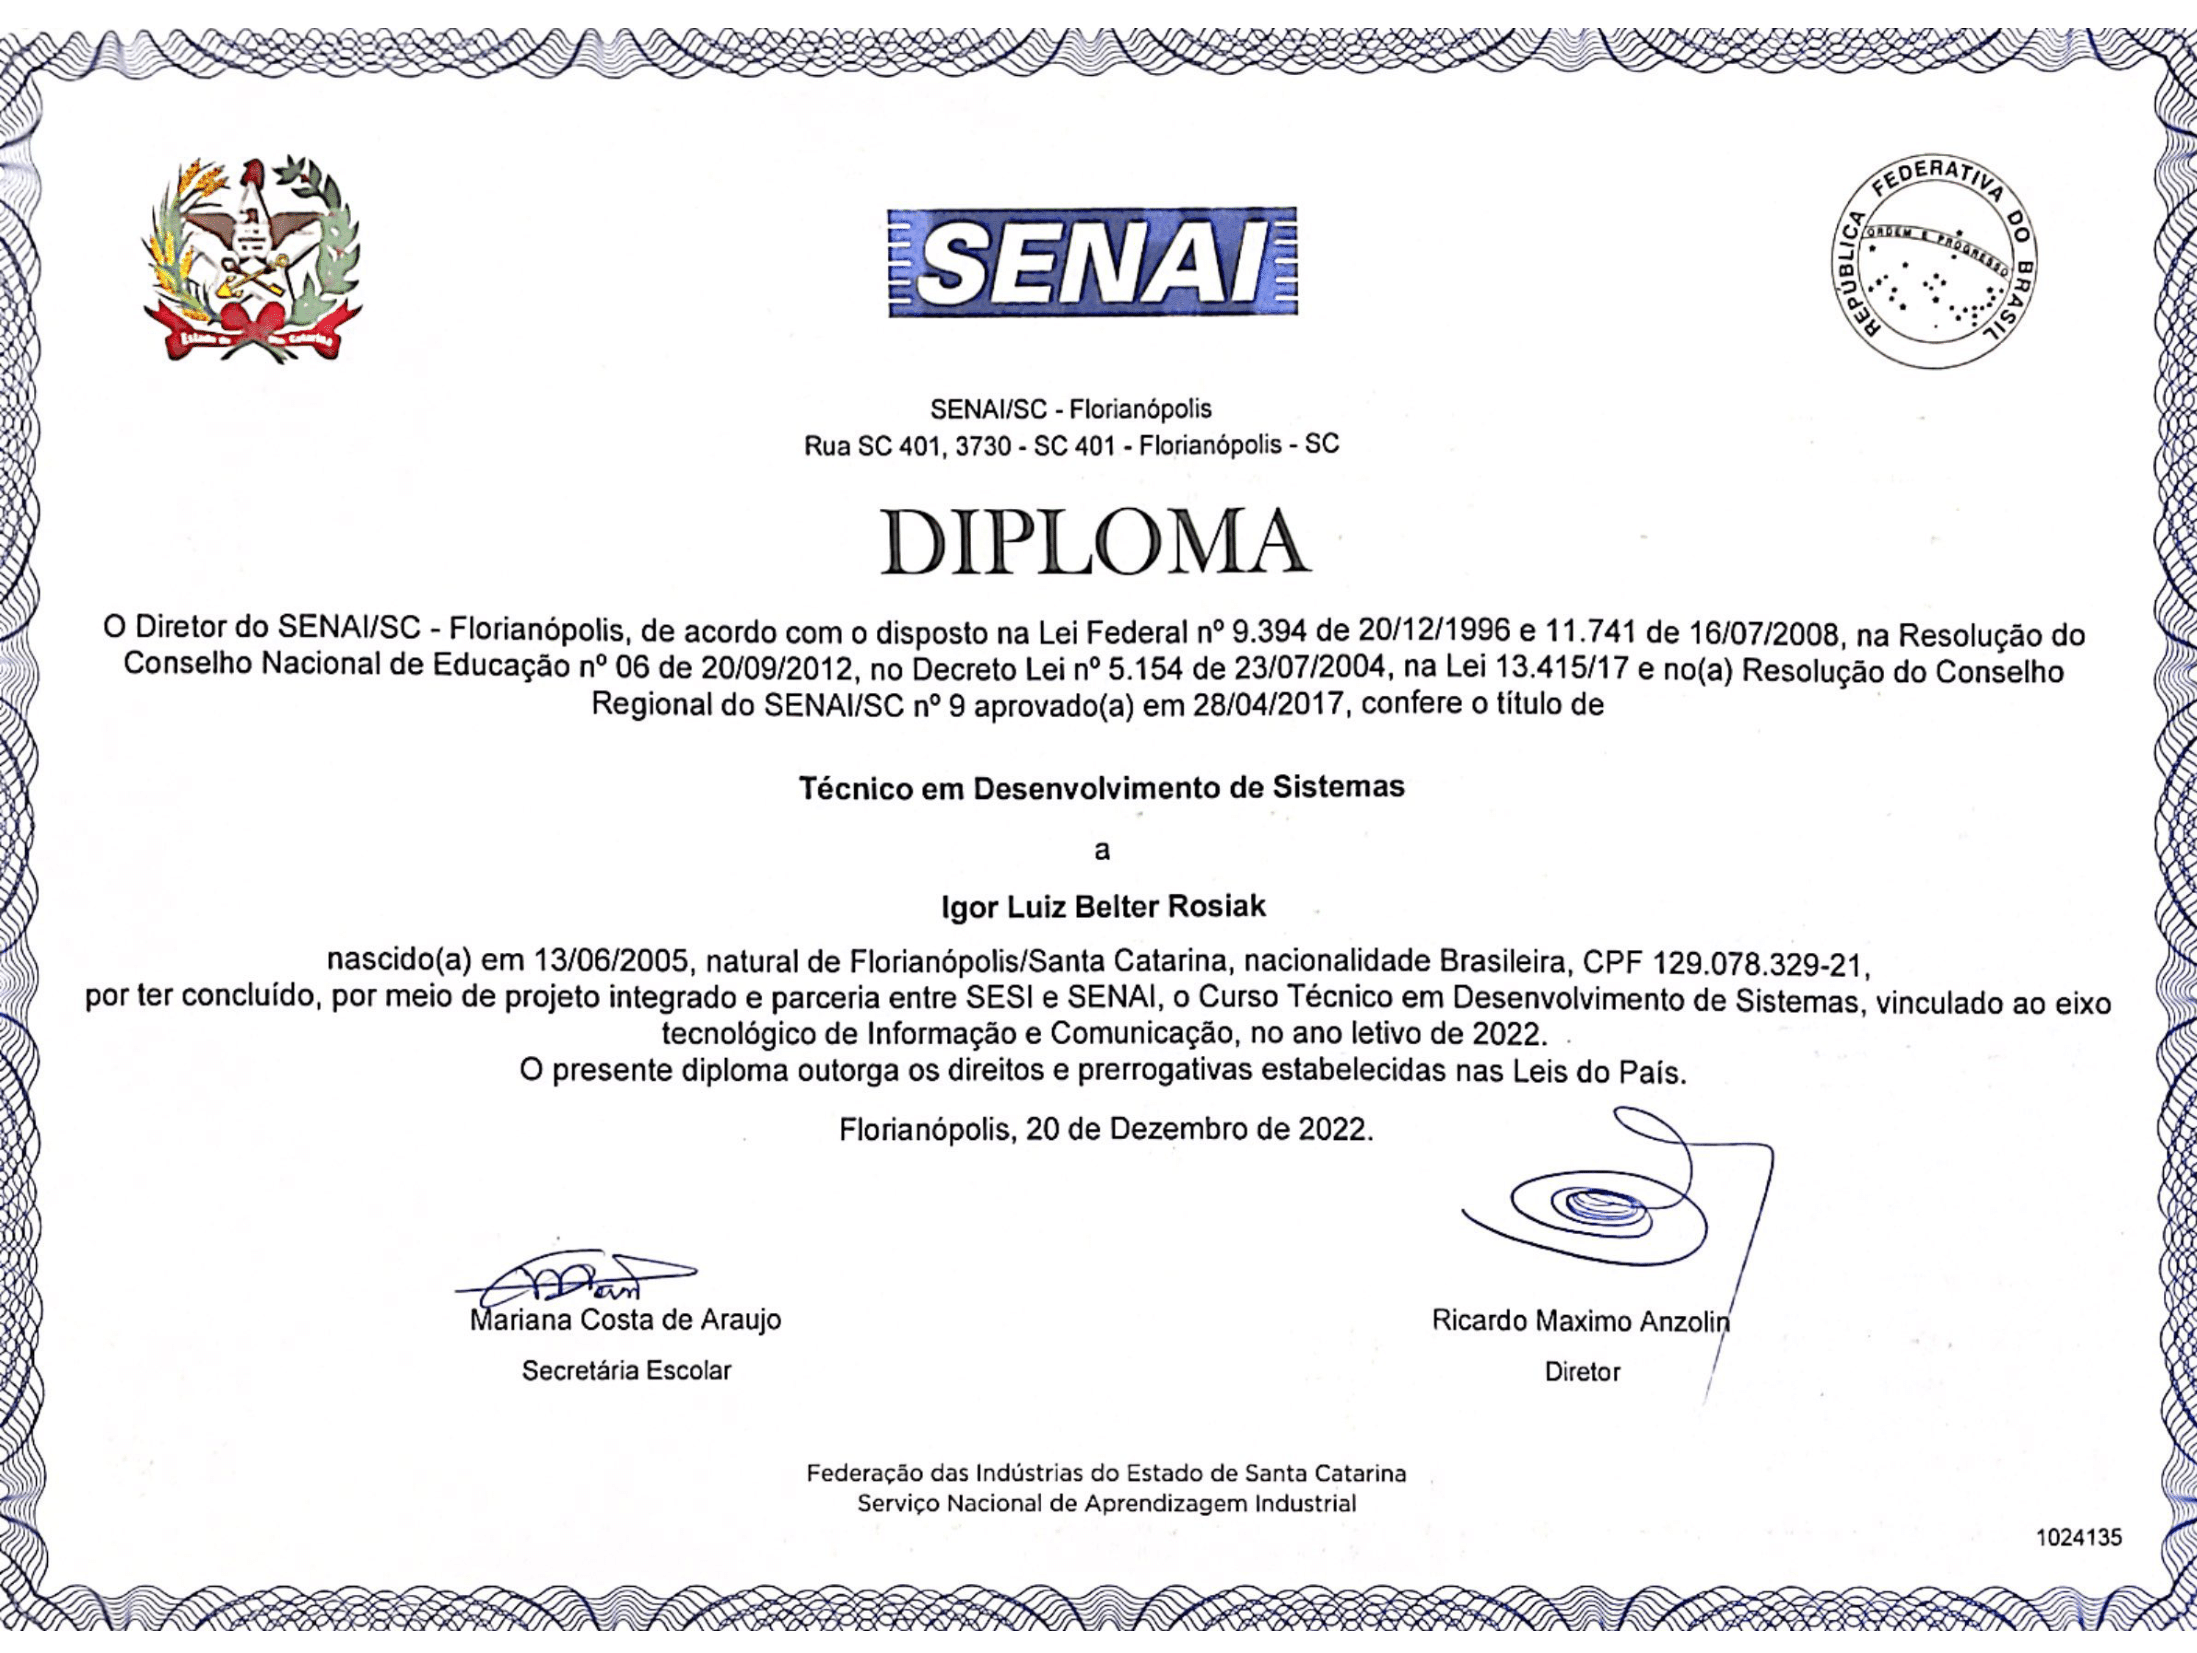 Estado de Santa Catarina
SENAI
REPÚBLICA FEDERATIVA DO BRASIL
ORDEM E PROGRESSO
SENAI/SC - Florianópolis
Rua SC 401, 3730 - SC 401 - Florianópolis - SC
DIPLOMA
O Diretor do SENAI/SC - Florianópolis, de acordo com o disposto na Lei Federal nº 9.394 de 20/12/1996 e 11.741 de 16/07/2008, na Resolução do
Conselho Nacional de Educação nº 06 de 20/09/2012, no Decreto Lei nº 5.154 de 23/07/2004, na Lei 13.415/17 e no(a) Resolução do Conselho
Regional do SENAI/SC nº 9 aprovado(a) em 28/04/2017, confere o título de
Técnico em Desenvolvimento de Sistemas
a
Igor Luiz Belter Rosiak
nascido(a) em 13/06/2005, natural de Florianópolis/Santa Catarina, nacionalidade Brasileira, CPF 129.078.329-21,
por ter concluído, por meio de projeto integrado e parceria entre SESI e SENAI, o Curso Técnico em Desenvolvimento de Sistemas, vinculado ao eixo
tecnológico de Informação e Comunicação, no ano letivo de 2022.
O presente diploma outorga os direitos e prerrogativas estabelecidas nas Leis do País.
Florianópolis, 20 de Dezembro de 2022.
Mariana Costa de Araujo
Secretária Escolar
Ricardo Maximo Anzolin
Diretor
Federação das Indústrias do Estado de Santa Catarina
Serviço Nacional de Aprendizagem Industrial
1024135